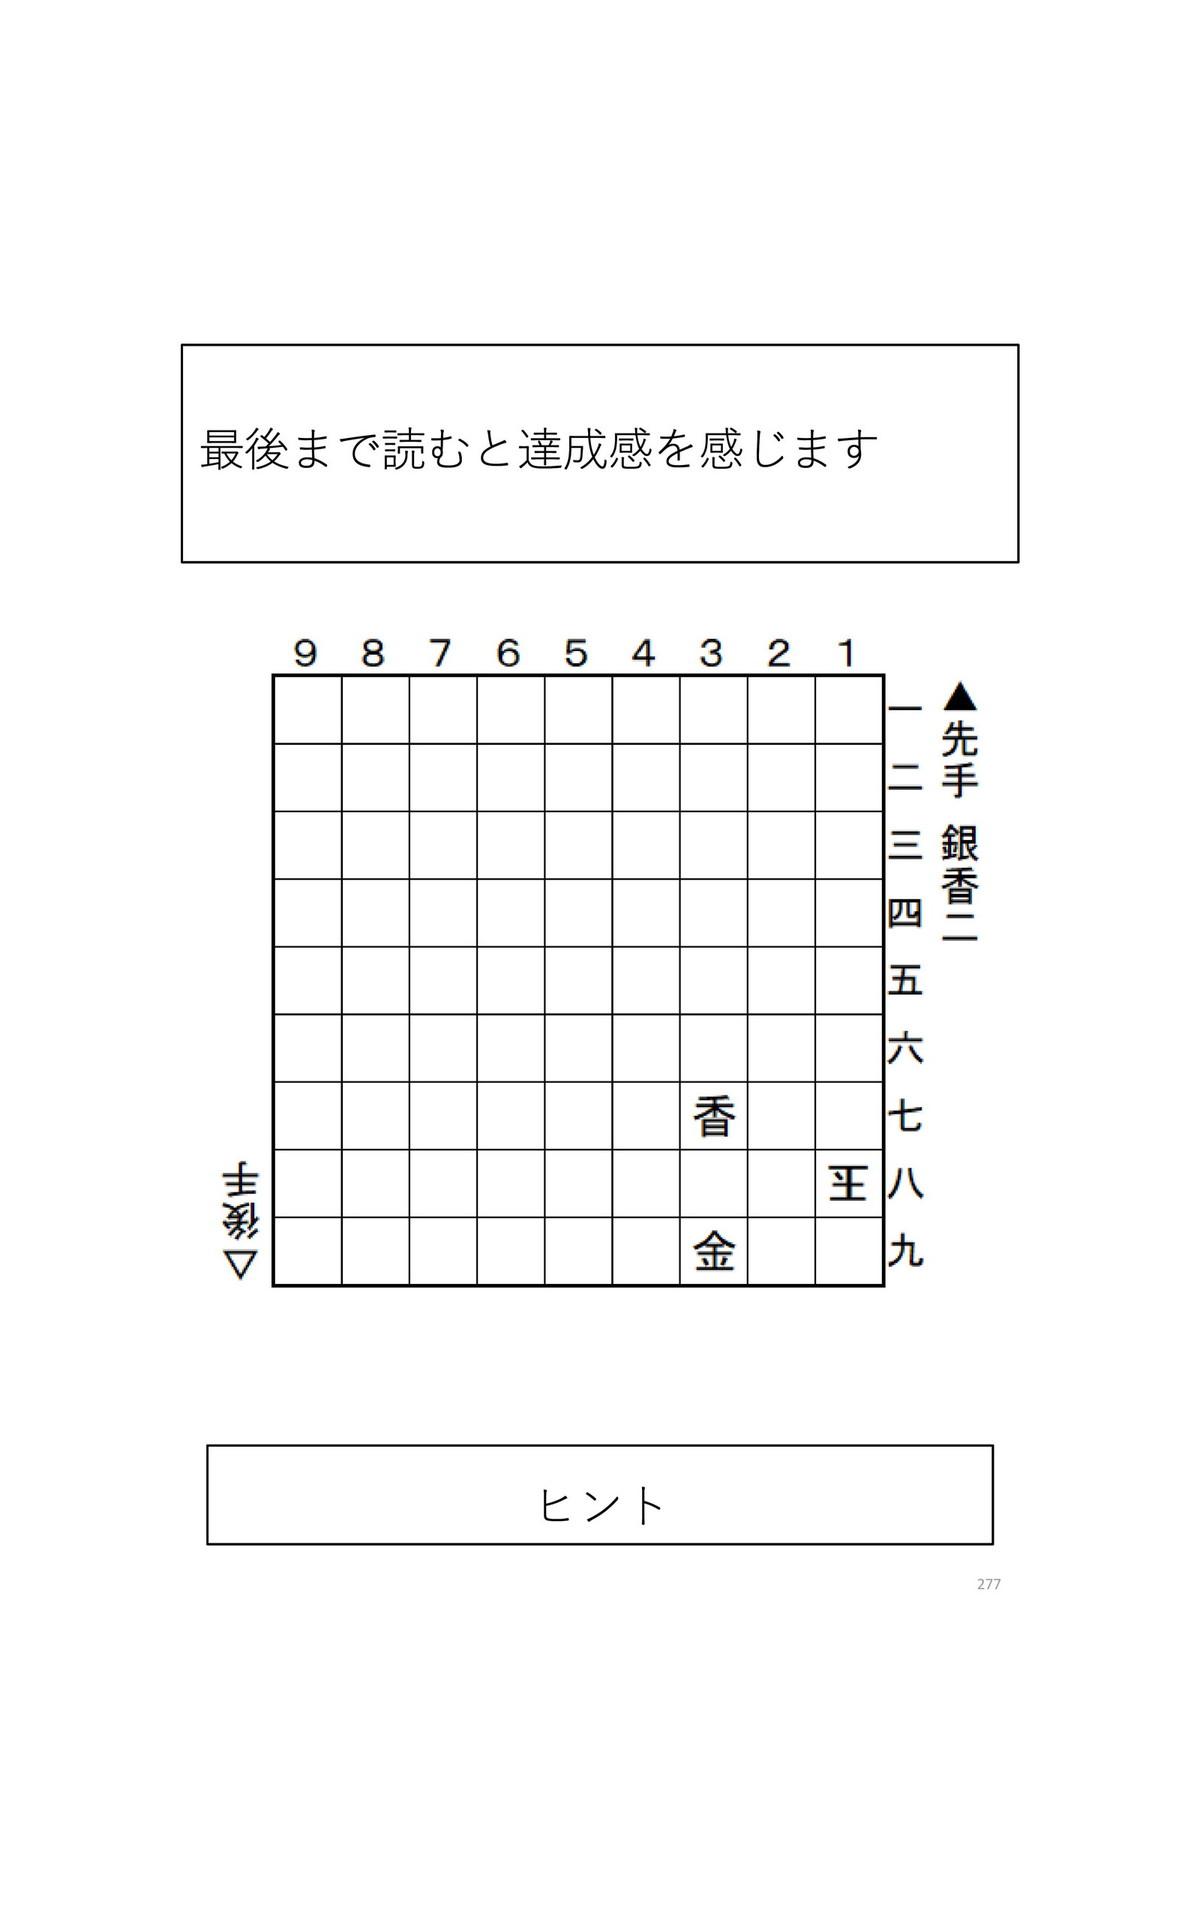 最後まで読むと達成感を感じます
9 8 7 6 5 4 3 2 1
▲先手 銀香二
一
二
三
四
五
六
七
八
九
香
王
金
△後手
ヒント
277